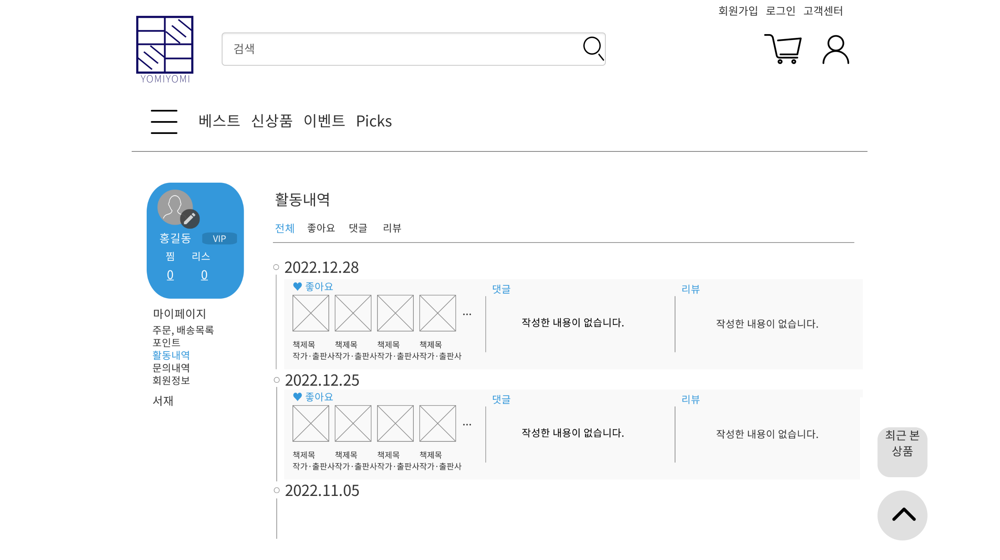 회원가입 로그인 고객센터
검색
YOMIYOMI
베스트 신상품 이벤트 Picks
홍길동 VIP
찜 리스
0 0
마이페이지
주문, 배송목록
포인트
활동내역
문의내역
회원정보
서재
활동내역
전체 좋아요 댓글 리뷰
2022.12.28
♥ 좋아요 댓글 리뷰
...
작성한 내용이 없습니다. 작성한 내용이 없습니다.
책제목 책제목 책제목 책제목
작가·출판사작가·출판사작가·출판사작가·출판사
2022.12.25
♥ 좋아요 댓글 리뷰
...
작성한 내용이 없습니다. 작성한 내용이 없습니다.
책제목 책제목 책제목 책제목
작가·출판사작가·출판사작가·출판사작가·출판사
2022.11.05
최근 본
상품